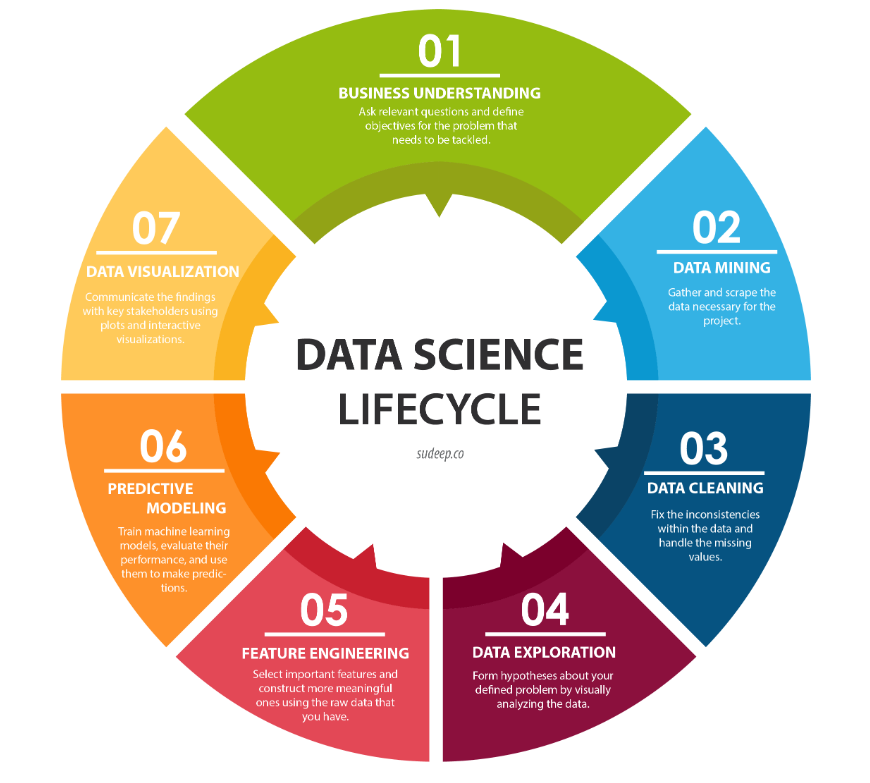 01
BUSINESS UNDERSTANDING
Ask relevant questions and define
objectives for the problem that
needs to be tackled.
02
DATA MINING
Gather and scrape the
data necessary for the
project.
03
DATA CLEANING
Fix the inconsistencies
within the data and
handle the missing
values.
04
DATA EXPLORATION
Form hypotheses about your
defined problem by visually
analyzing the data.
05
FEATURE ENGINEERING
Select important features and
construct more meaningful
ones using the raw data that
you have.
06
PREDICTIVE
MODELING
Train machine learning
models, evaluate their
performance, and use
them to make predic-
tions.
07
DATA VISUALIZATION
Communicate the findings
with key stakeholders using
plots and interactive
visualizations.
DATA SCIENCE
LIFECYCLE
sudeep.co